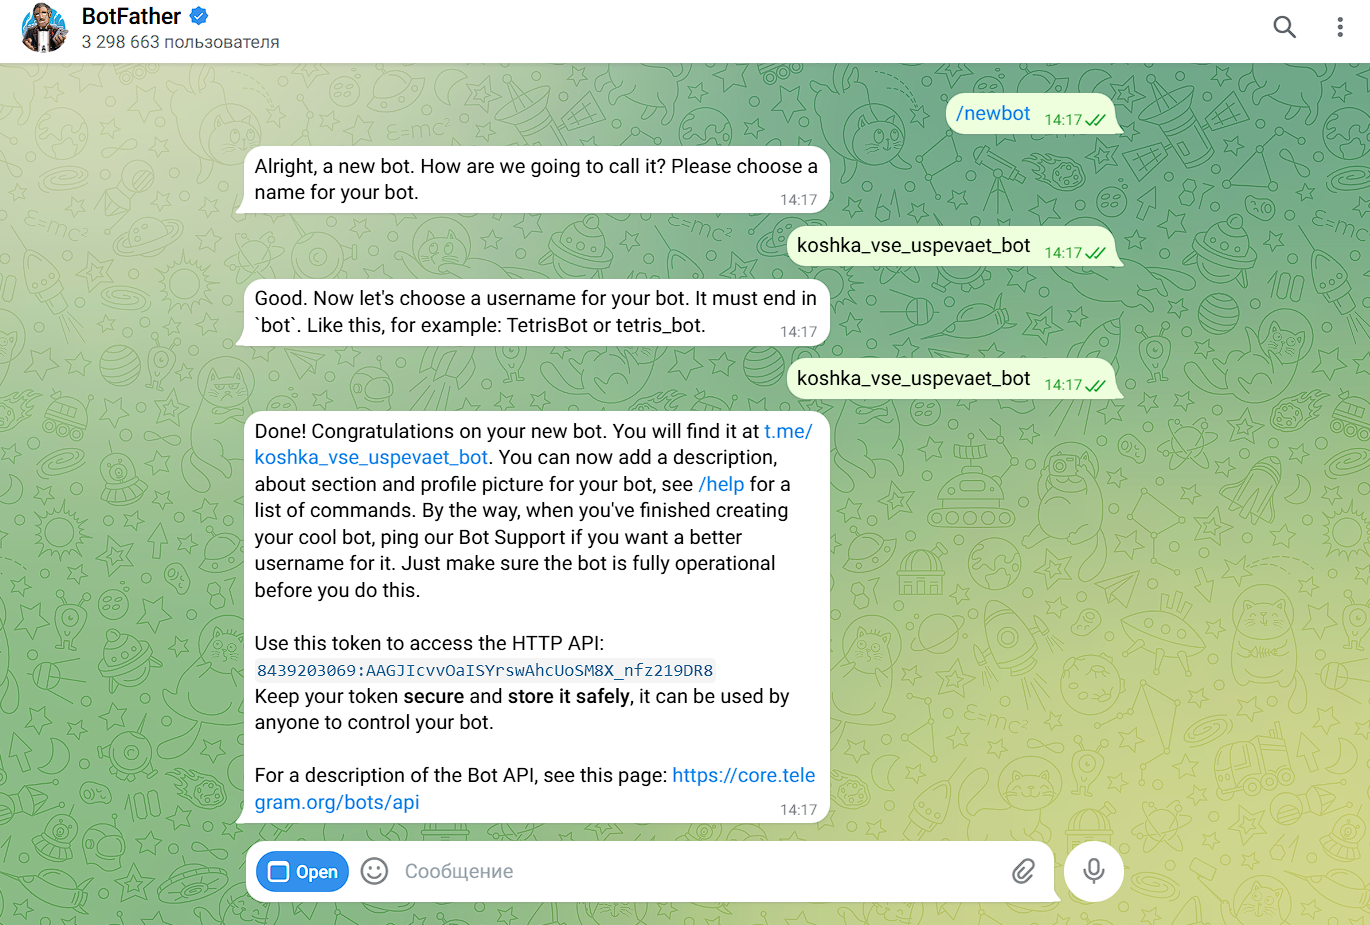 BotFather
3 298 663 пользователя
/newbot 14:17
Alright, a new bot. How are we going to call it? Please choose a
name for your bot. 14:17
koshka_vse_uspevaet_bot 14:17
Good. Now let's choose a username for your bot. It must end in
`bot`. Like this, for example: TetrisBot or tetris_bot. 14:17
koshka_vse_uspevaet_bot 14:17
Done! Congratulations on your new bot. You will find it at t.me/
koshka_vse_uspevaet_bot. You can now add a description,
about section and profile picture for your bot, see /help for a
list of commands. By the way, when you've finished creating
your cool bot, ping our Bot Support if you want a better
username for it. Just make sure the bot is fully operational
before you do this.
Use this token to access the HTTP API:
8439203069:AAGJIcvvOaISYrswAhcUoSM8X_nfz219DR8
Keep your token secure and store it safely, it can be used by
anyone to control your bot.
For a description of the Bot API, see this page: https://core.tele
gram.org/bots/api 14:17
Open Сообщение